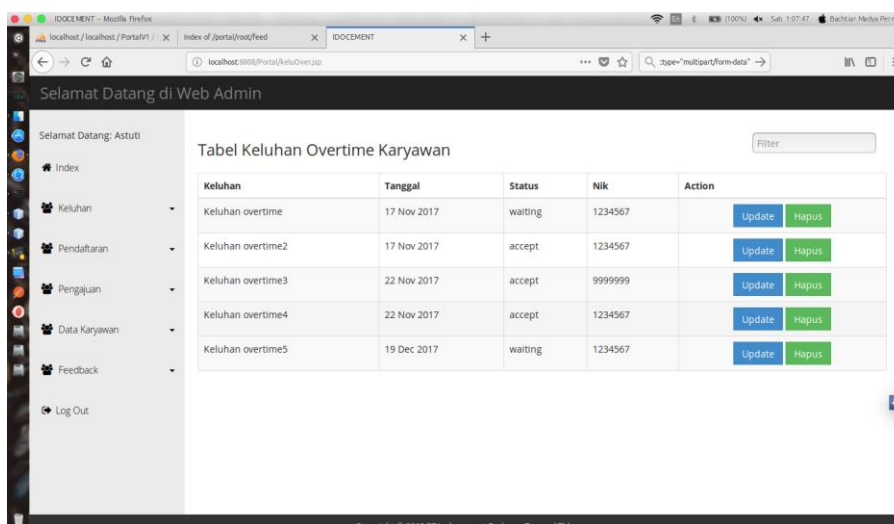 IDOCEMENT - Mozilla Firefox
(100%) Sab 1:07:47 Bachtiar Medya Per
localhost / localhost / PortalV1 /
Index of /portal/root/feed
IDOCEMENT
localhost:8808/Portal/keluOver.jsp
:type="multipart/form-data"
Selamat Datang di Web Admin
Selamat Datang: Astuti
Index
Keluhan
Pendaftaran
Pengajuan
Data Karyawan
Feedback
Log Out
Tabel Keluhan Overtime Karyawan
Filter
Keluhan Tanggal Status Nik Action
Keluhan overtime 17 Nov 2017 waiting 1234567 Update Hapus
Keluhan overtime2 17 Nov 2017 accept 1234567 Update Hapus
Keluhan overtime3 22 Nov 2017 accept 9999999 Update Hapus
Keluhan overtime4 22 Nov 2017 accept 1234567 Update Hapus
Keluhan overtime5 19 Dec 2017 waiting 1234567 Update Hapus